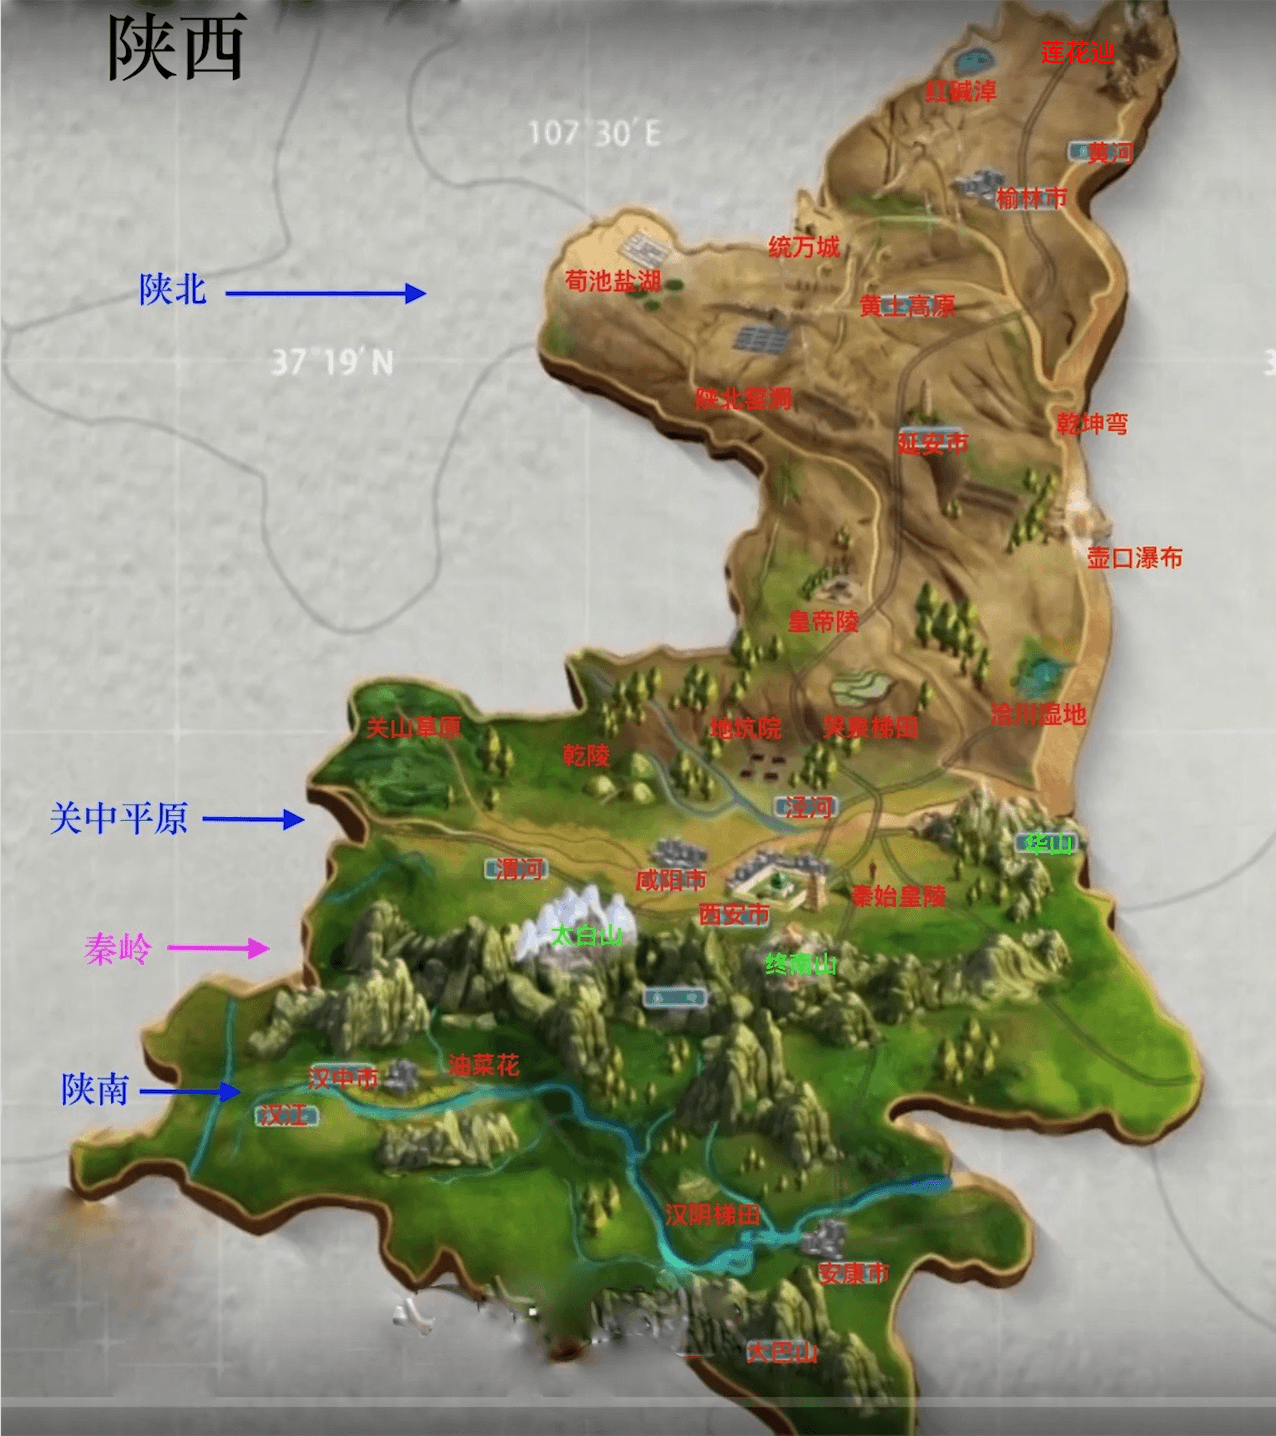 陕西
莲花辿
红碱淖
107°30′E
黄河
榆林市
统万城
苟池盐湖
陕北
黄土高原
37°19′N
3
陕北窑洞
乾坤弯
延安市
壶口瀑布
皇帝陵
洽川湿地
关山草原
地坑院
哭泉梯田
乾陵
泾河
关中平原
华山
渭河
咸阳市
秦始皇陵
西安市
太白山
秦岭
终南山
油菜花
汉中市
陕南
汉江
汉阴梯田
安康市
大巴山